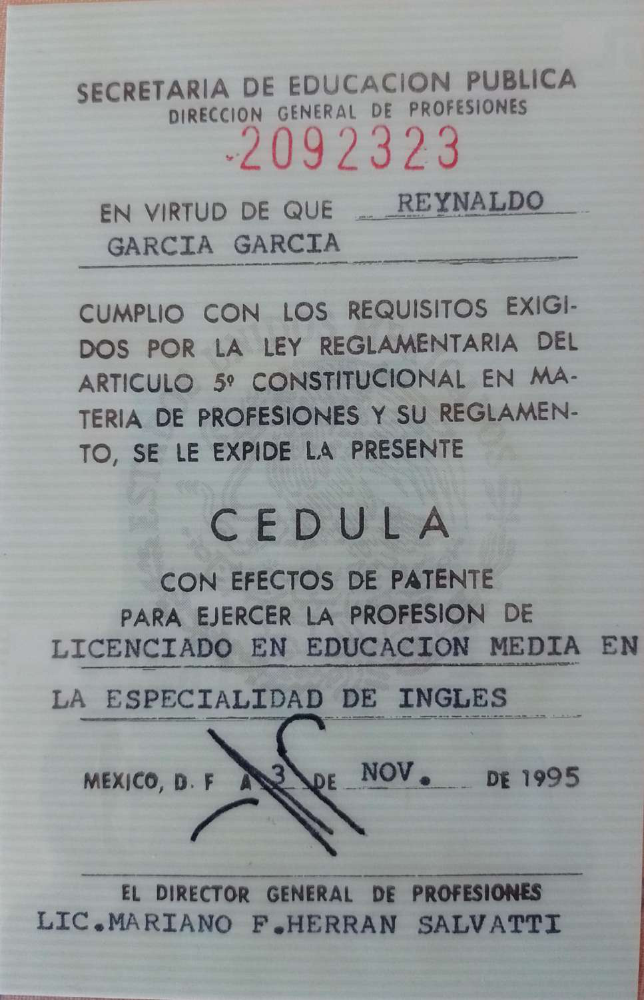 SECRETARIA DE EDUCACION PUBLICA
DIRECCION GENERAL DE PROFESIONES
2092323
EN VIRTUD DE QUE REYNALDO
GARCIA GARCIA
CUMPLIO CON LOS REQUISITOS EXIGI-
DOS POR LA LEY REGLAMENTARIA DEL
ARTICULO 5º CONSTITUCIONAL EN MA-
TERIA DE PROFESIONES Y SU REGLAMEN-
TO, SE LE EXPIDE LA PRESENTE
CEDULA
CON EFECTOS DE PATENTE
PARA EJERCER LA PROFESION DE
LICENCIADO EN EDUCACION MEDIA EN
LA ESPECIALIDAD DE INGLES
MEXICO, D. F A 3 DE NOV. DE 1995
EL DIRECTOR GENERAL DE PROFESIONES
LIC.MARIANO F.HERRAN SALVATTI